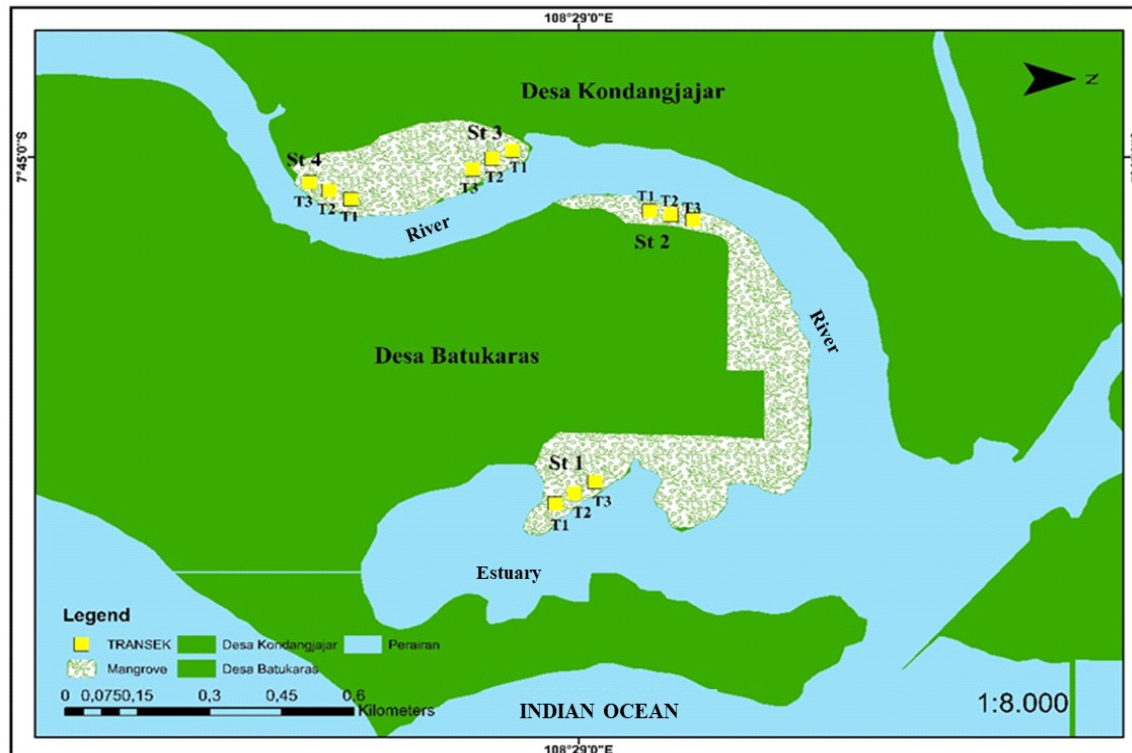 108°29'0"E
N
Desa Kondangjajar
7°45'0"S
St 3
T1
T2
T3
St 4
T3
T2
T1
River
T1
T2
T3
St 2
River
Desa Batukaras
St 1
T3
T2
T1
Estuary
Legend
TRANSEK
Desa Kondangjajar
Perairan
Mangrove
Desa Batukaras
0 0,0750,15 0,3 0,45 0,6
Kilometers
INDIAN OCEAN
1:8.000
108°29'0"E